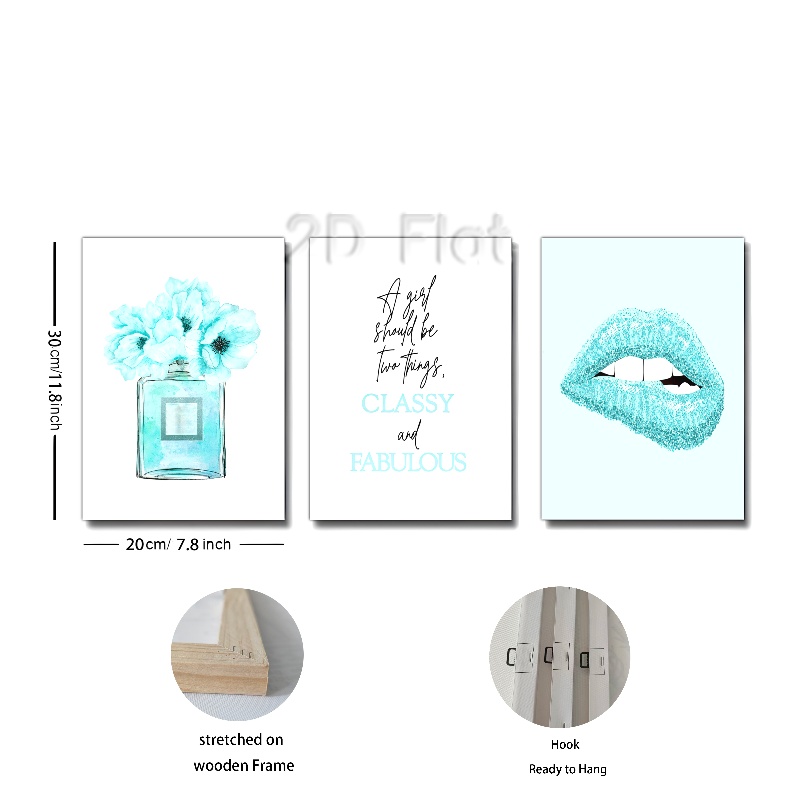 2D Flat
A girl
should be
two things,
CLASSY
and
FABULOUS
30cm/11.8inch
20cm/ 7.8 inch
stretched on
wooden Frame
Hook
Ready to Hang